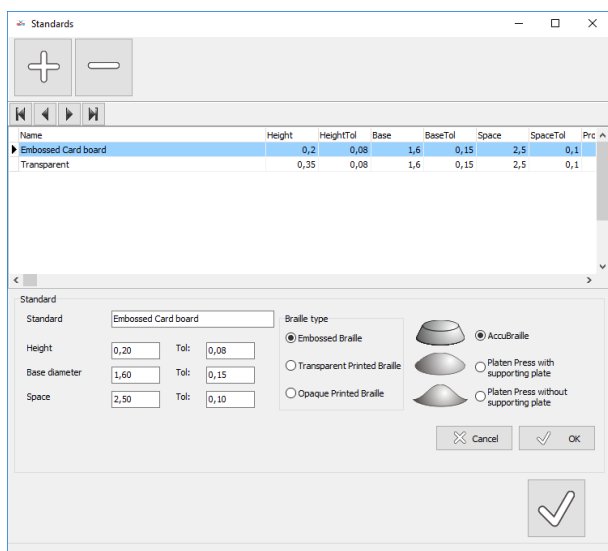 Standards
Name Height HeightTol Base BaseTol Space SpaceTol Pro
Embossed Card board 0,2 0,08 1,6 0,15 2,5 0,1
Transparent 0,35 0,08 1,6 0,15 2,5 0,1
Standard
Standard Embossed Card board
Height 0,20 Tol: 0,08
Base diameter 1,60 Tol: 0,15
Space 2,50 Tol: 0,10
Braille type
Embossed Braille
Transparent Printed Braille
Opaque Printed Braille
AccuBraille
Platen Press with
supporting plate
Platen Press without
supporting plate
Cancel OK